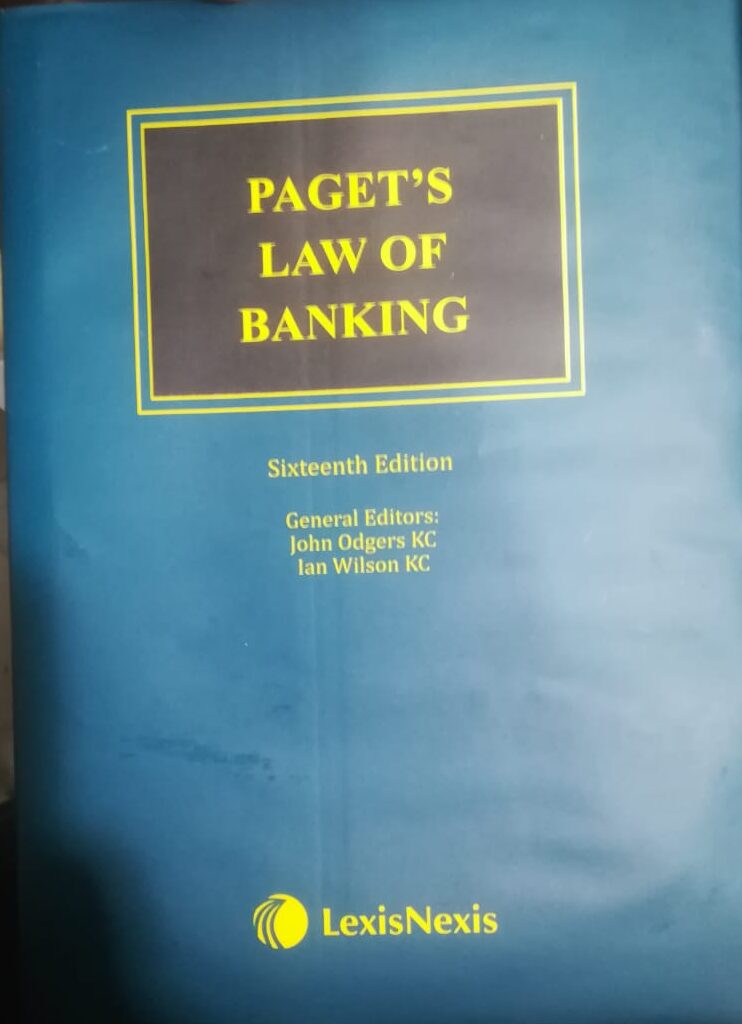 PAGET'S
LAW OF
BANKING
Sixteenth Edition
General Editors:
John Odgers KC
Ian Wilson KC
LexisNexis